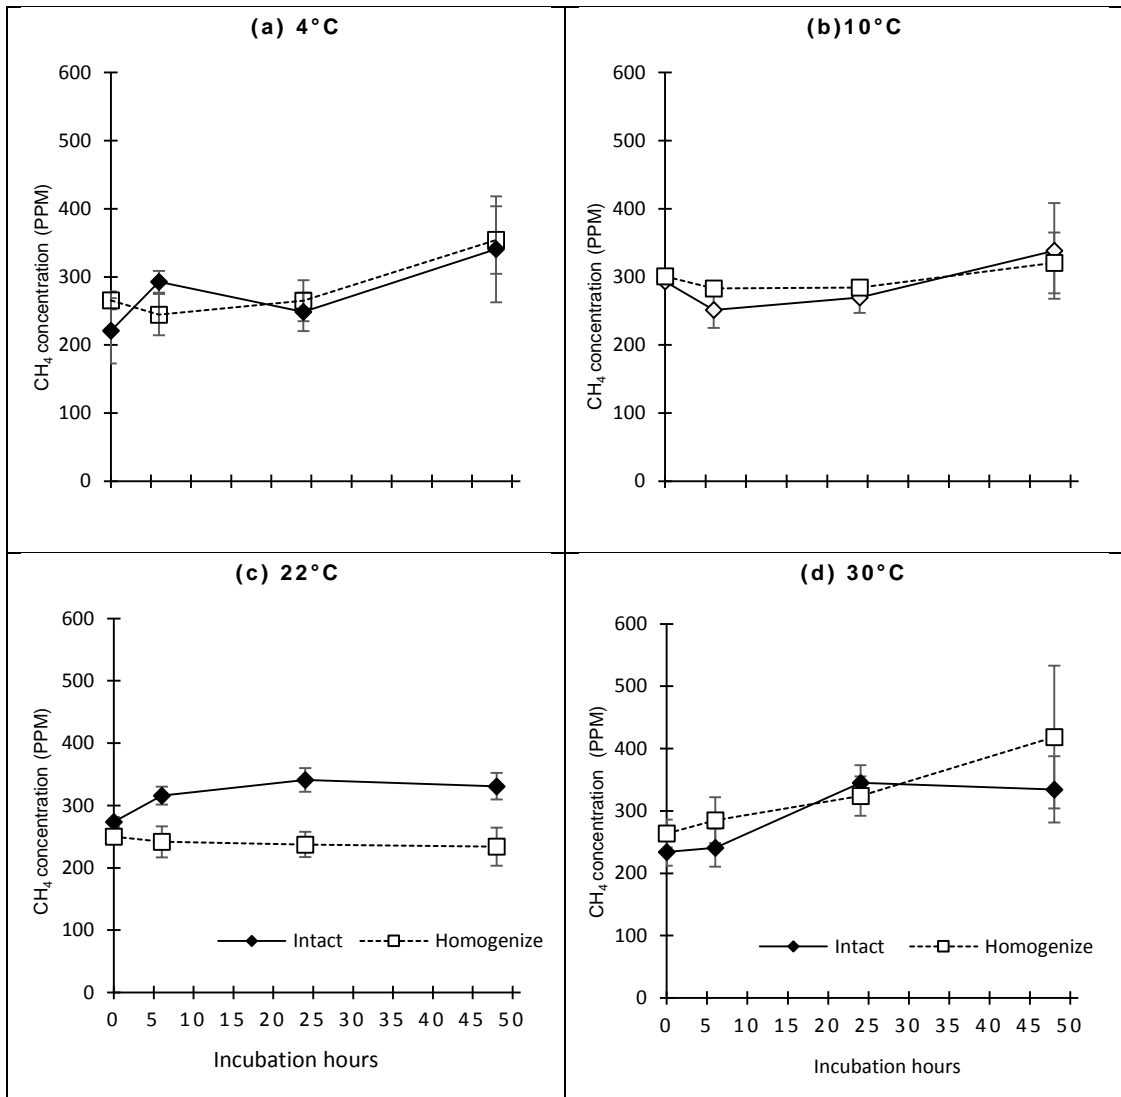 (a) 4°C
600
500
400
300
200
100
0
CH₄ concentration (PPM)
(b)10°C
600
500
400
300
200
100
0
CH₄ concentration (PPM)
(c) 22°C
600
500
400
300
200
100
0
CH₄ concentration (PPM)
Intact
Homogenize
0 5 10 15 20 25 30 35 40 45 50
Incubation hours
(d) 30°C
600
500
400
300
200
100
0
CH₄ concentration (PPM)
Intact
Homogenize
0 5 10 15 20 25 30 35 40 45 50
Incubation hours